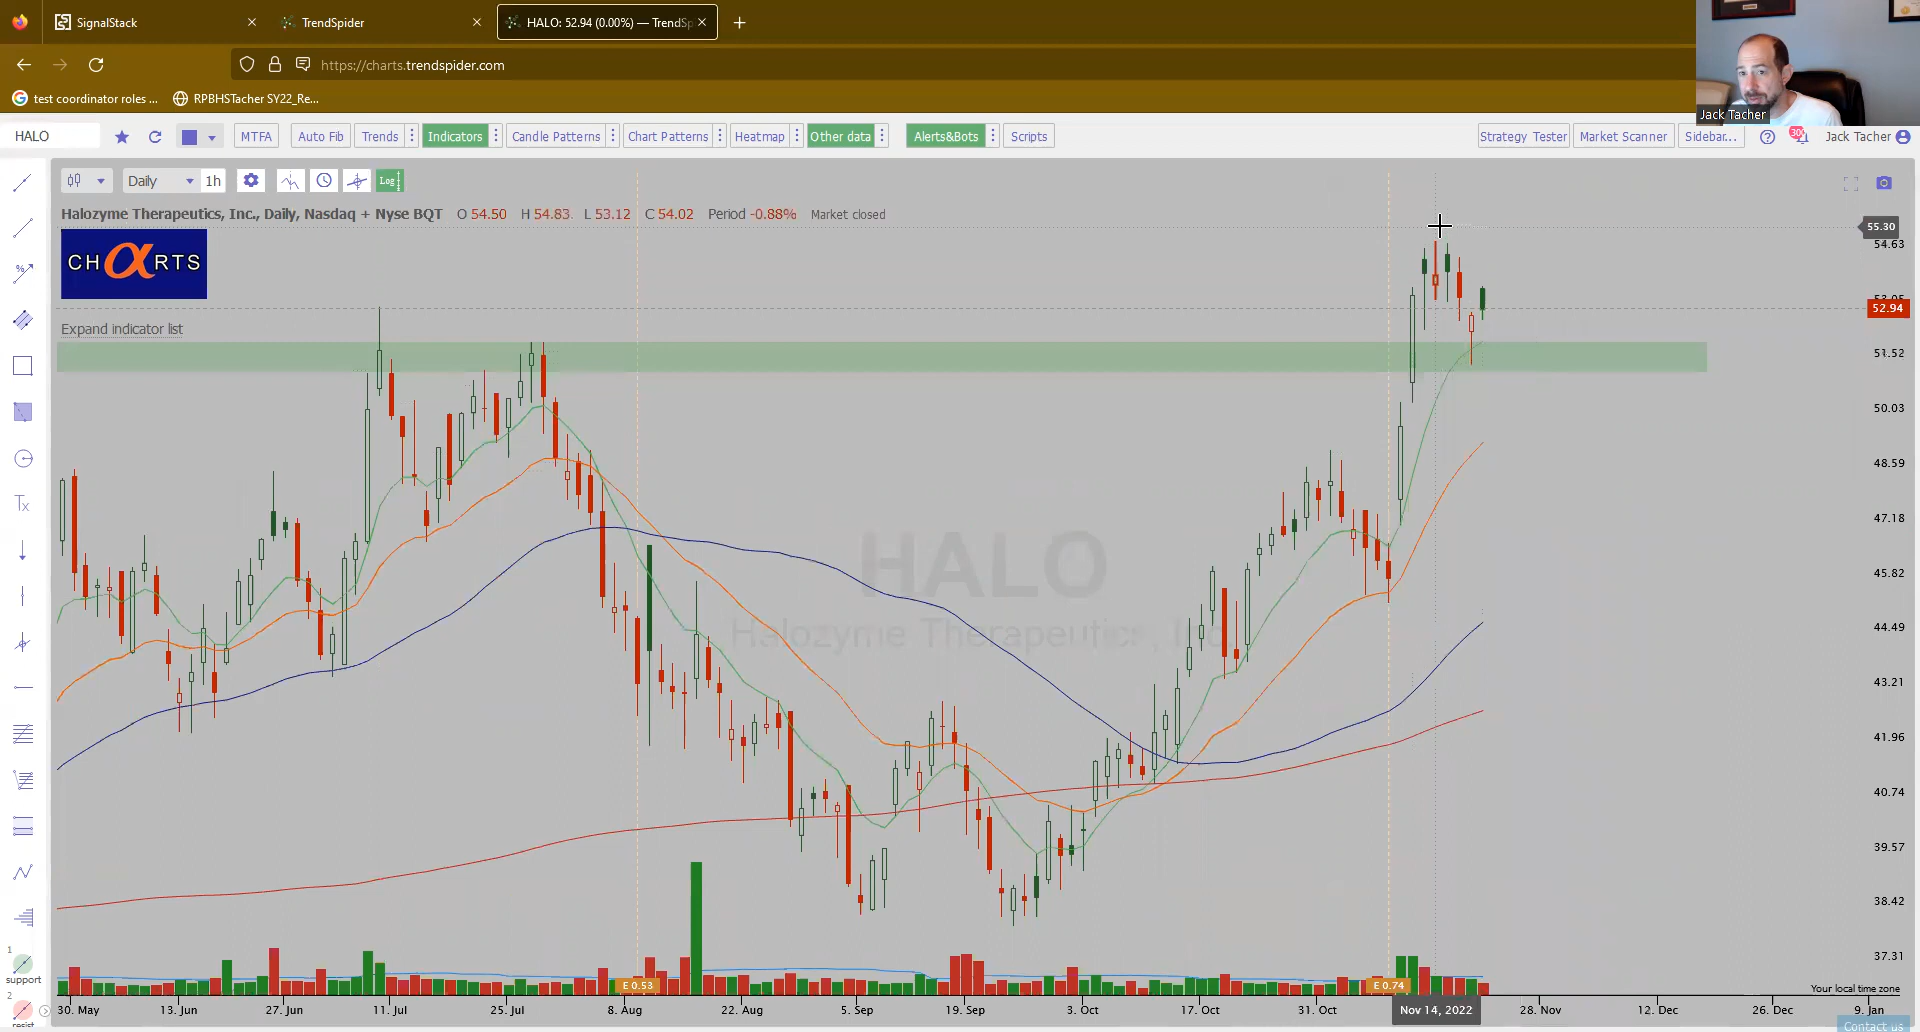 SignalStack
TrendSpider
HALO: 52.94 (0.00%) — TrendSp
https://charts.trendspider.com
test coordinator roles ...
RPBHSTacher SY22_Re...
Jack Tacher
HALO
MTFA
Auto Fib
Trends
Indicators
Candle Patterns
Chart Patterns
Heatmap
Other data
Alerts&Bots
Scripts
Strategy Tester
Market Scanner
Sidebar...
Jack Tacher
Daily
1h
Log
Halozyme Therapeutics, Inc., Daily, Nasdaq + Nyse BQT O 54.50 H 54.83 L 53.12 C 54.02 Period -0.88% Market closed
CHαRTS
Expand indicator list
55.30
54.63
52.94
51.52
50.03
48.59
47.18
45.82
44.49
43.21
41.96
40.74
39.57
38.42
37.31
HALO
Halozyme Therapeutics, Inc.
Tx
1
support
2
E 0.53
E 0.74
Your local time zone
30. May
13. Jun
27. Jun
11. Jul
25. Jul
8. Aug
22. Aug
5. Sep
19. Sep
3. Oct
17. Oct
31. Oct
Nov 14, 2022
28. Nov
12. Dec
26. Dec
9. Jan
Contact us